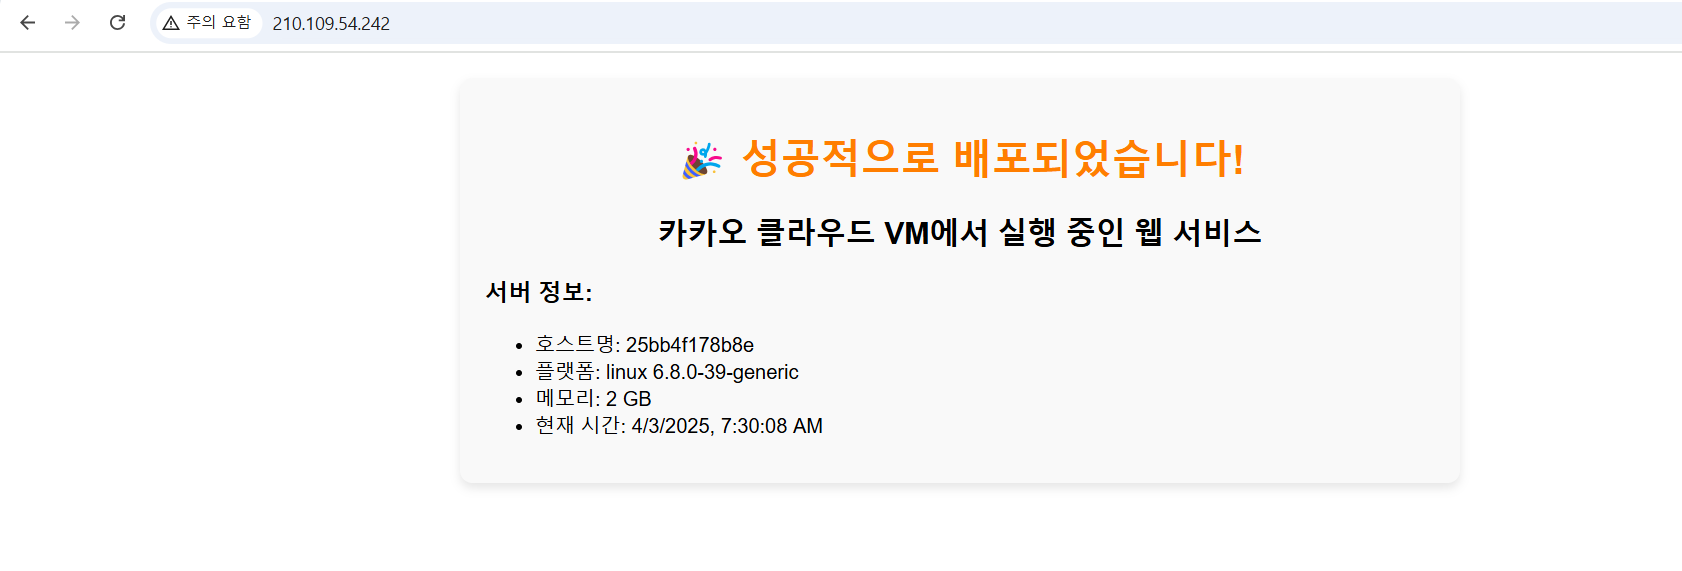 주의 요함 210.109.54.242
🎉 성공적으로 배포되었습니다!
카카오 클라우드 VM에서 실행 중인 웹 서비스
서버 정보:
• 호스트명: 25bb4f178b8e
• 플랫폼: linux 6.8.0-39-generic
• 메모리: 2 GB
• 현재 시간: 4/3/2025, 7:30:08 AM